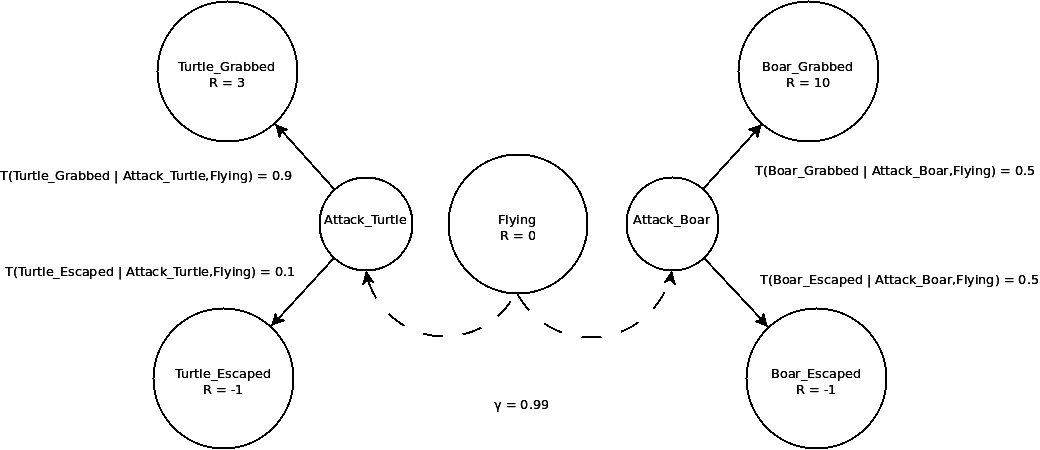 Turtle_Grabbed
R = 3
Boar_Grabbed
R = 10
T(Turtle_Grabbed | Attack_Turtle,Flying) = 0.9
T(Boar_Grabbed | Attack_Boar,Flying) = 0.5
Attack_Turtle
Flying
R = 0
Attack_Boar
T(Turtle_Escaped | Attack_Turtle,Flying) = 0.1
T(Boar_Escaped | Attack_Boar,Flying) = 0.5
Turtle_Escaped
R = -1
Boar_Escaped
R = -1
γ = 0.99